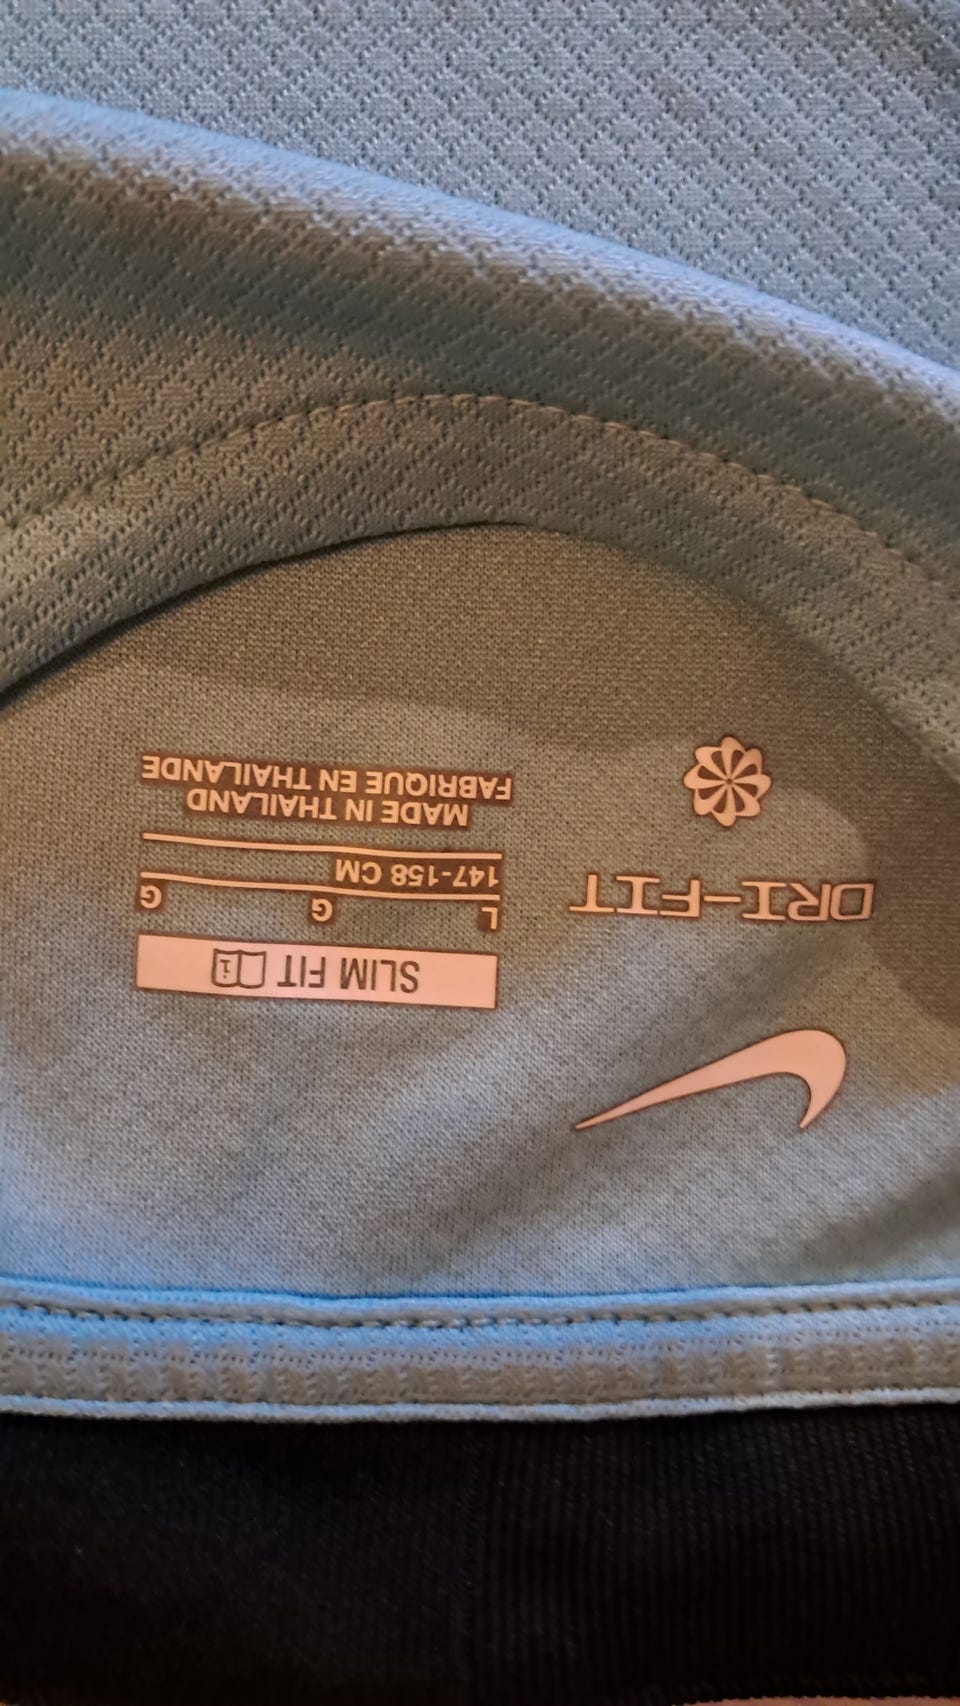 DRI-FIT
SLIM FIT i
L G G
147-158 CM
MADE IN THAILAND
FABRIQUE EN THAILANDE